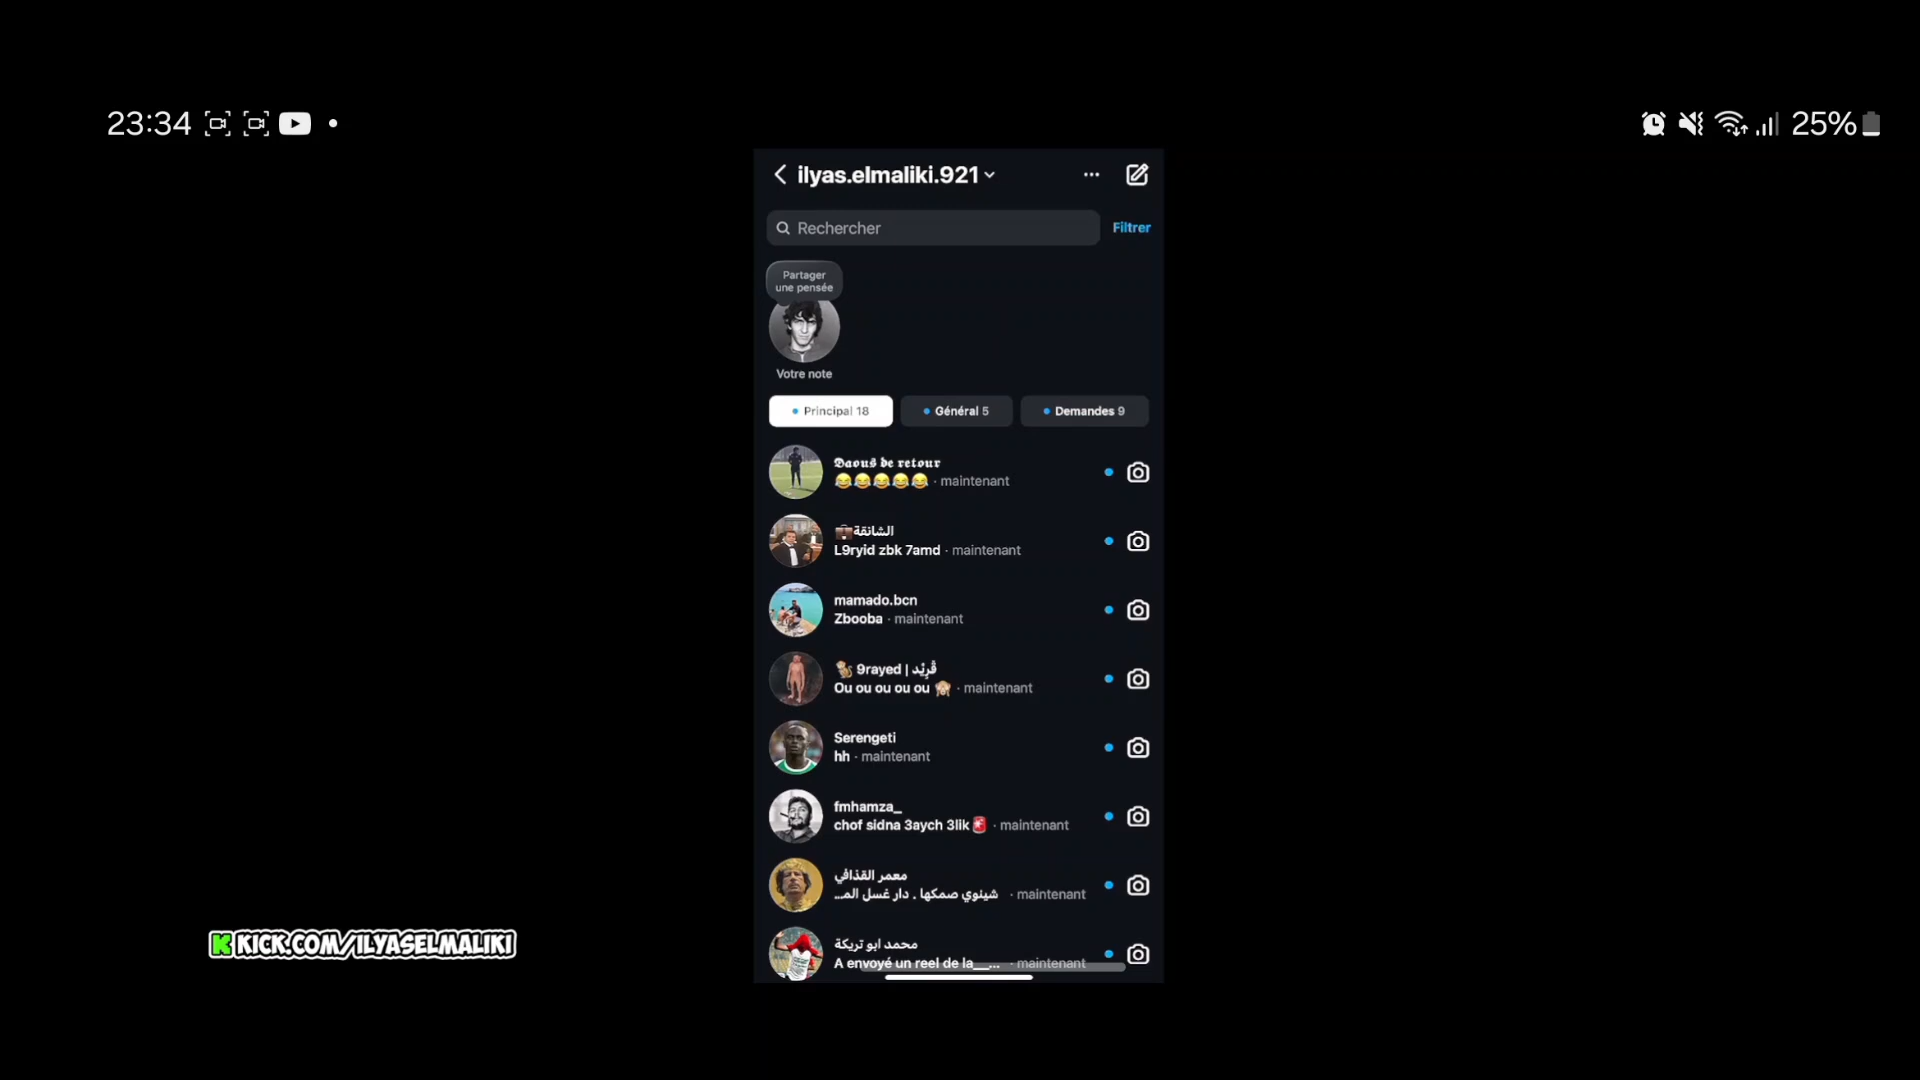 23:34
25%
ilyas.elmaliki.921
Rechercher
Filtrer
Partager
une pensée
Votre note
Principal 18
Général 5
Demandes 9
𝕯𝖆𝖔𝖚𝖘 𝖉𝖊 𝖗𝖊𝖙𝖔𝖚𝖗
😂😂😂😂😂 · maintenant
💼الشانقة
L9ryid zbk 7amd · maintenant
mamado.bcn
Zbooba · maintenant
🐒 9rayed | قْرِيْد
Ou ou ou ou ou 🙈 · maintenant
Serengeti
hh · maintenant
fmhamza_
chof sidna 3aych 3lik🚨 · maintenant
معمر القذافي
شينوي صمكها . دار غسل الم... · maintenant
محمد ابو تريكة
A envoyé un reel de la__... · maintenant
KICK.COM/ILYASELMALIKI